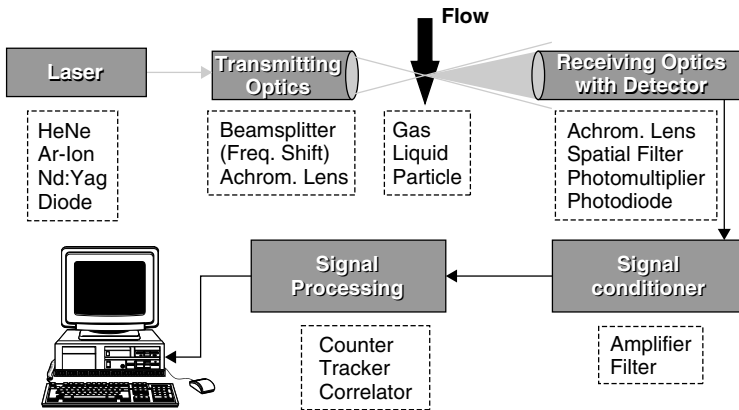 Flow
Laser
Transmitting
Optics
Receiving Optics
with Detector
HeNe
Ar-Ion
Nd:Yag
Diode
Beamsplitter
(Freq. Shift)
Achrom. Lens
Gas
Liquid
Particle
Achrom. Lens
Spatial Filter
Photomultiplier
Photodiode
Signal
Processing
Signal
conditioner
Counter
Tracker
Correlator
Amplifier
Filter